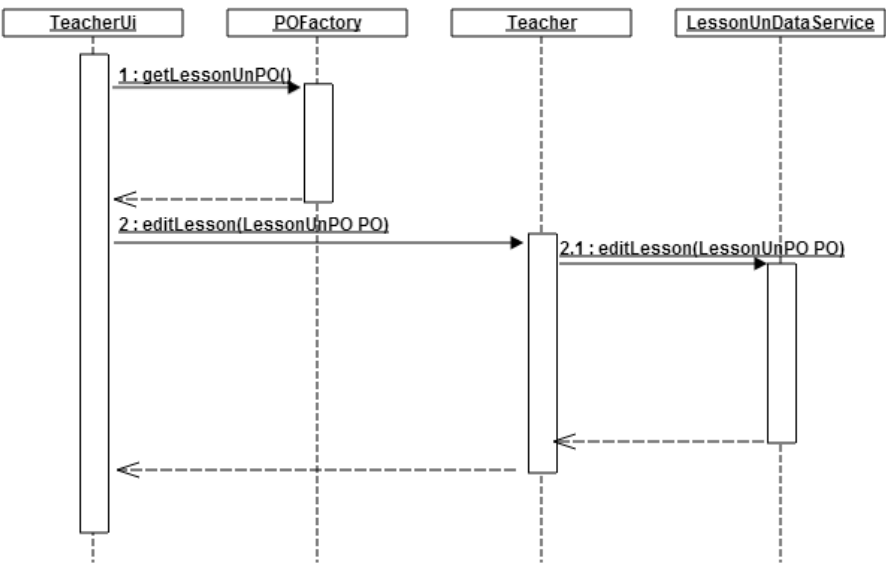 TeacherUi
POFactory
Teacher
LessonUnDataService
1 : getLessonUnPO()
2 : editLesson(LessonUnPO PO)
2.1 : editLesson(LessonUnPO PO)